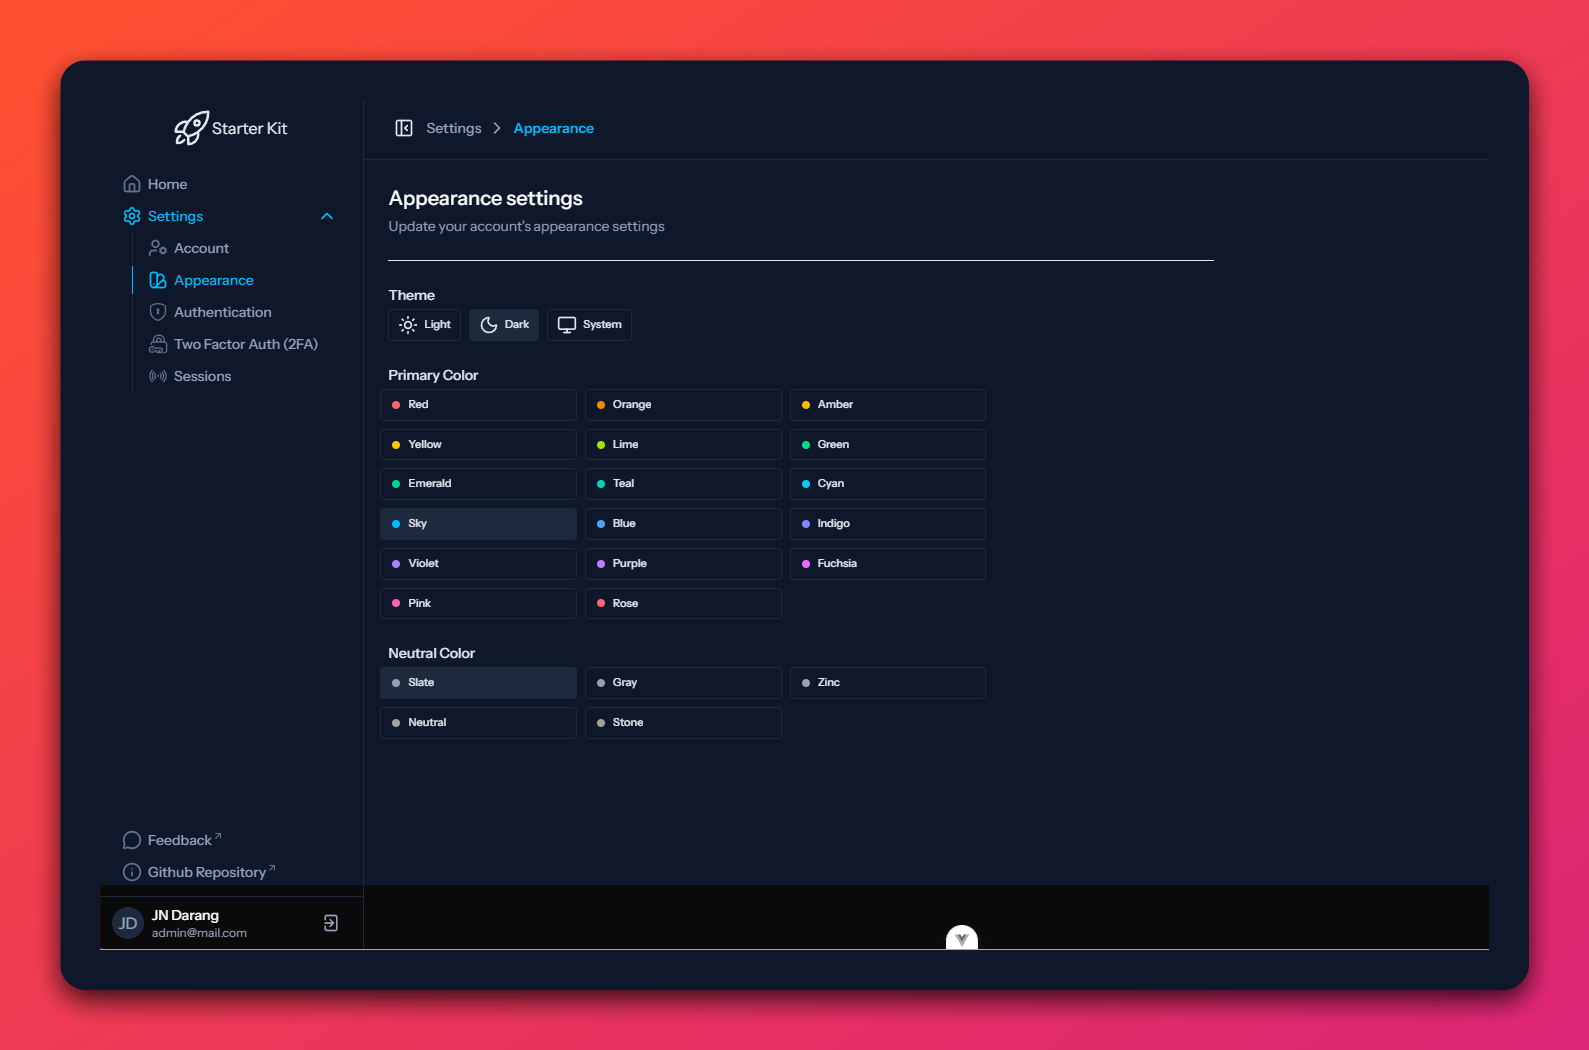 Starter Kit
Home
Settings
Account
Appearance
Authentication
Two Factor Auth (2FA)
Sessions
Feedback
Github Repository
JD
JN Darang
admin@mail.com
Settings > Appearance
Appearance settings
Update your account's appearance settings
Theme
Light Dark System
Primary Color
Red Orange Amber
Yellow Lime Green
Emerald Teal Cyan
Sky Blue Indigo
Violet Purple Fuchsia
Pink Rose
Neutral Color
Slate Gray Zinc
Neutral Stone